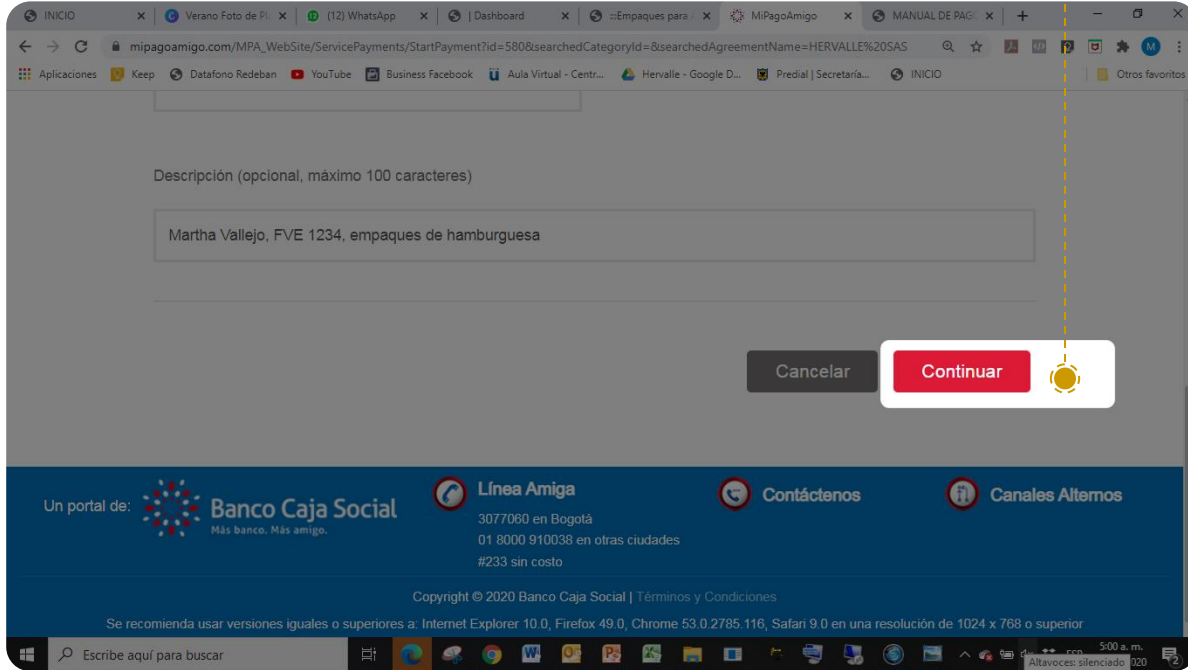 INICIO
Verano Foto de Pl
(12) WhatsApp
| Dashboard
::Empaques para
MiPagoAmigo
MANUAL DE PAG
mipagoamigo.com/MPA_WebSite/ServicePayments/StartPayment?id=580&searchedCategoryId=&searchedAgreementName=HERVALLE%20SAS
Aplicaciones
Keep
Datafono Redeban
YouTube
Business Facebook
Aula Virtual - Centr...
Hervalle - Google D...
Predial | Secretaría...
INICIO
Otros favoritos
Descripción (opcional, máximo 100 caracteres)
Martha Vallejo, FVE 1234, empaques de hamburguesa
Cancelar
Continuar
Un portal de:
Banco Caja Social
Más banco. Más amigo.
Línea Amiga
3077060 en Bogotá
01 8000 910038 en otras ciudades
#233 sin costo
Contáctenos
Canales Alternos
Copyright © 2020 Banco Caja Social | Términos y Condiciones
Se recomienda usar versiones iguales o superiores a: Internet Explorer 10.0, Firefox 49.0, Chrome 53.0.2785.116, Safari 9.0 en una resolución de 1024 x 768 o superior
Escribe aquí para buscar
5:00 a. m.
Altavoces: silenciado
020